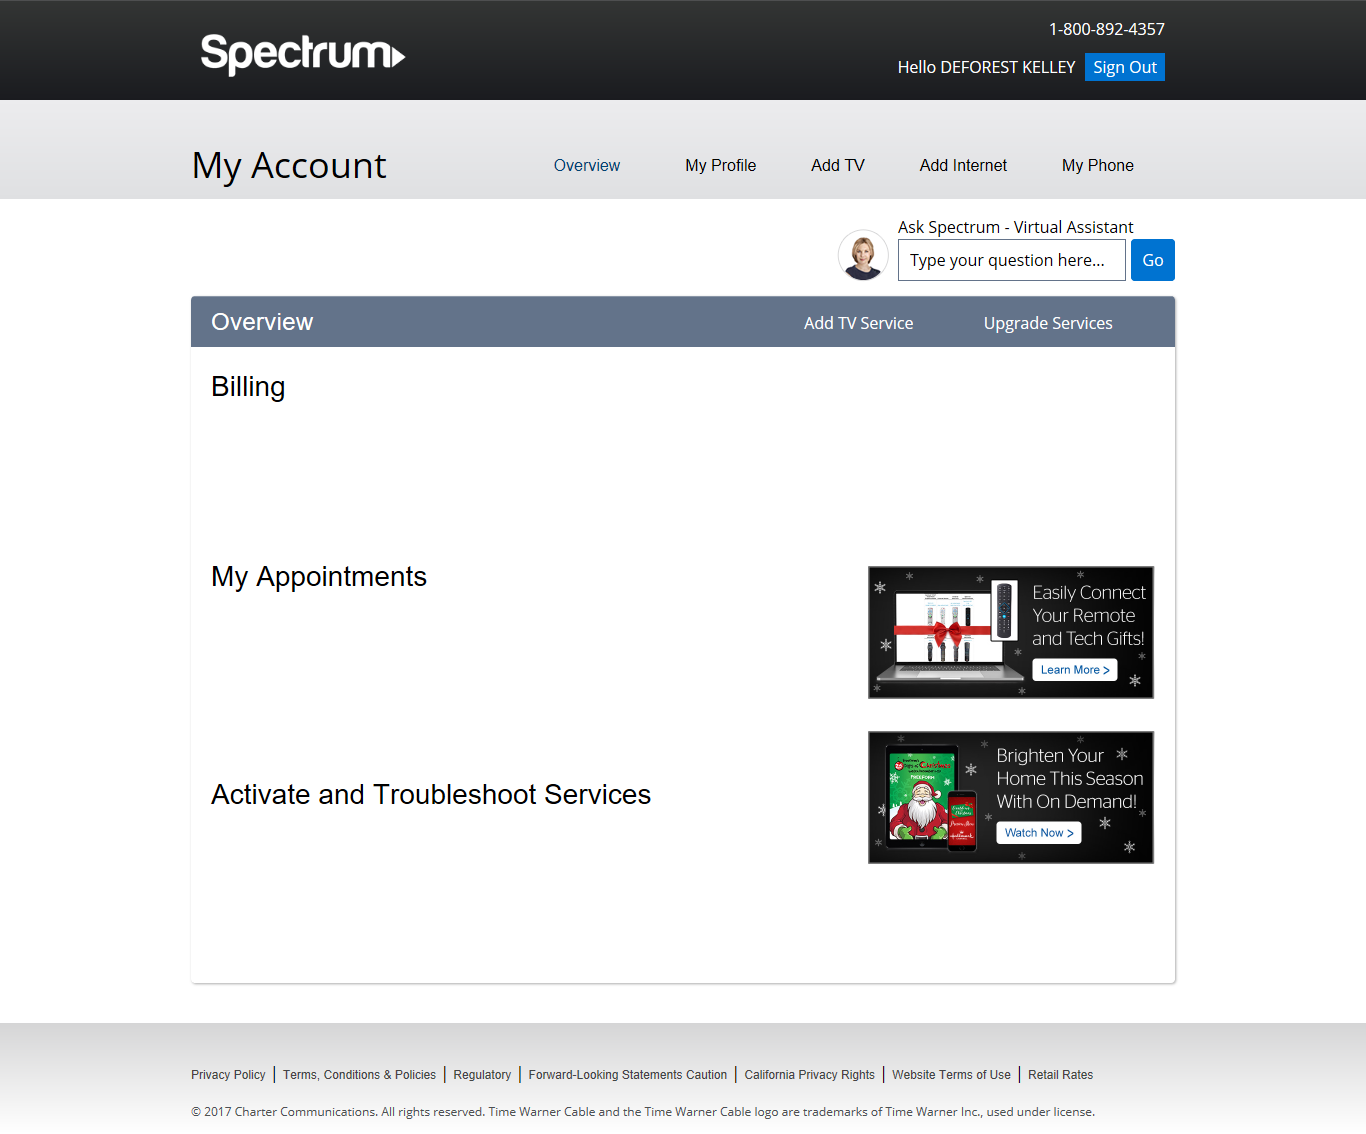 Spectrum
1-800-892-4357
Hello DEFOREST KELLEY
Sign Out
My Account
Overview
My Profile
Add TV
Add Internet
My Phone
Ask Spectrum - Virtual Assistant
Type your question here...
Go
Overview
Add TV Service
Upgrade Services
Billing
My Appointments
Easily Connect
Your Remote
and Tech Gifts!
Learn More >
Activate and Troubleshoot Services
Christmas
FREEFORM
Brighten Your
Home This Season
With On Demand!
Watch Now >
Privacy Policy | Terms, Conditions & Policies | Regulatory | Forward-Looking Statements Caution | California Privacy Rights | Website Terms of Use | Retail Rates
© 2017 Charter Communications. All rights reserved. Time Warner Cable and the Time Warner Cable logo are trademarks of Time Warner Inc., used under license.